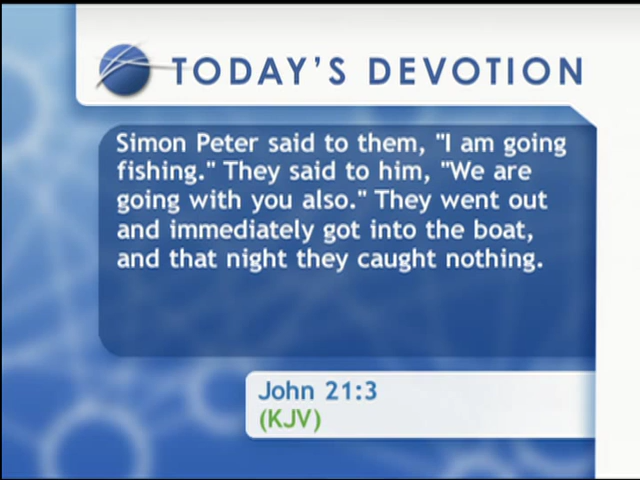 TODAY'S DEVOTION
Simon Peter said to them, "I am going
fishing." They said to him, "We are
going with you also." They went out
and immediately got into the boat,
and that night they caught nothing.
John 21:3
(KJV)